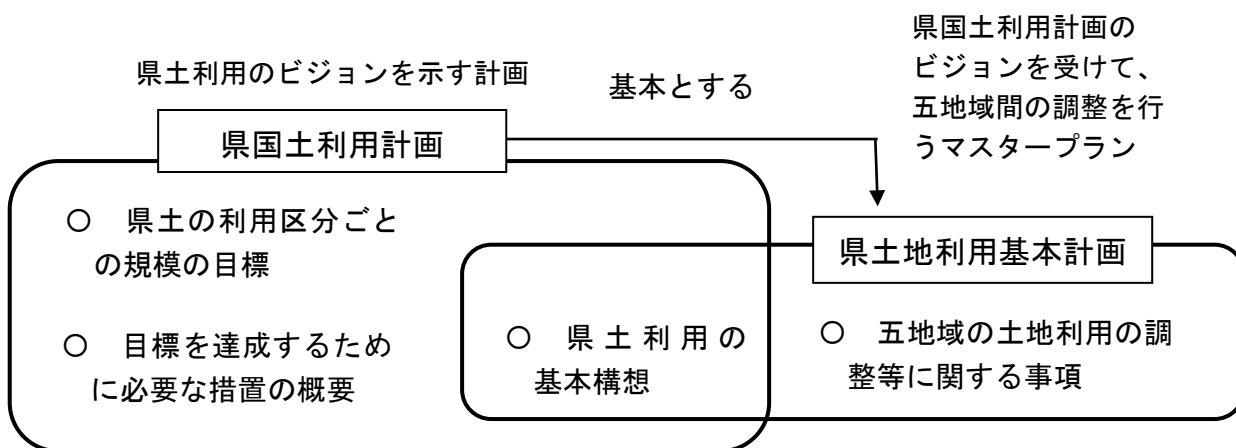 県土利用のビジョンを示す計画
基本とする
県国土利用計画の
ビジョンを受けて、
五地域間の調整を行
うマスタープラン
県国土利用計画
○ 県土の利用区分ごと
の規模の目標
○ 目標を達成するため
に必要な措置の概要
県土地利用基本計画
○ 県土利用の
基本構想
○ 五地域の土地利用の調
整等に関する事項